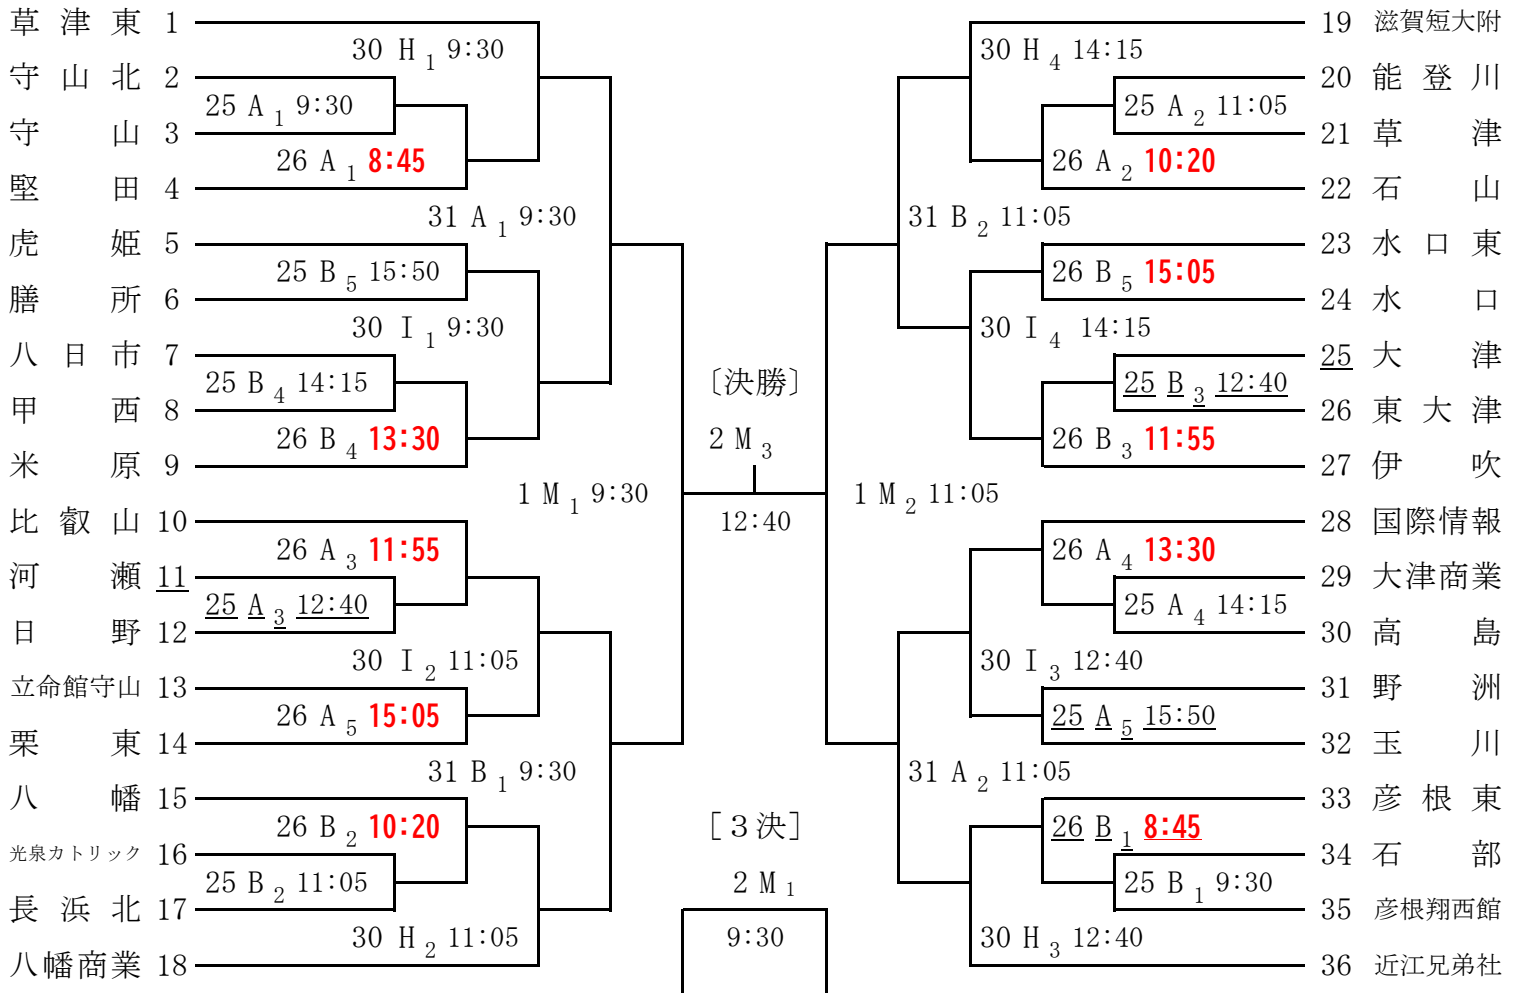 草津東 1
30 H 1 9:30
守山北 2
25 A 1 9:30
守山 3
26 A 1 8:45
堅田 4
31 A 1 9:30
虎姫 5
25 B 5 15:50
膳所 6
30 I 1 9:30
八日市 7
25 B 4 14:15
甲西 8
26 B 4 13:30
米原 9
1 M 1 9:30
比叡山 10
26 A 3 11:55
河瀬 11
25 A 3 12:40
日野 12
30 I 2 11:05
立命館守山 13
26 A 5 15:05
栗東 14
31 B 1 9:30
八幡 15
26 B 2 10:20
光泉カトリック 16
25 B 2 11:05
長浜北 17
30 H 2 11:05
八幡商業 18
〔決勝〕
2 M 3
12:40
［３決］
2 M 1
9:30
19 滋賀短大附
30 H 4 14:15
20 能登川
25 A 2 11:05
21 草津
26 A 2 10:20
22 石山
31 B 2 11:05
23 水口東
26 B 5 15:05
24 水口
30 I 4 14:15
25 大津
25 B 3 12:40
26 東大津
26 B 3 11:55
27 伊吹
1 M 2 11:05
28 国際情報
26 A 4 13:30
29 大津商業
25 A 4 14:15
30 高島
30 I 3 12:40
31 野洲
25 A 5 15:50
32 玉川
31 A 2 11:05
33 彦根東
26 B 1 8:45
34 石部
25 B 1 9:30
35 彦根翔西館
30 H 3 12:40
36 近江兄弟社